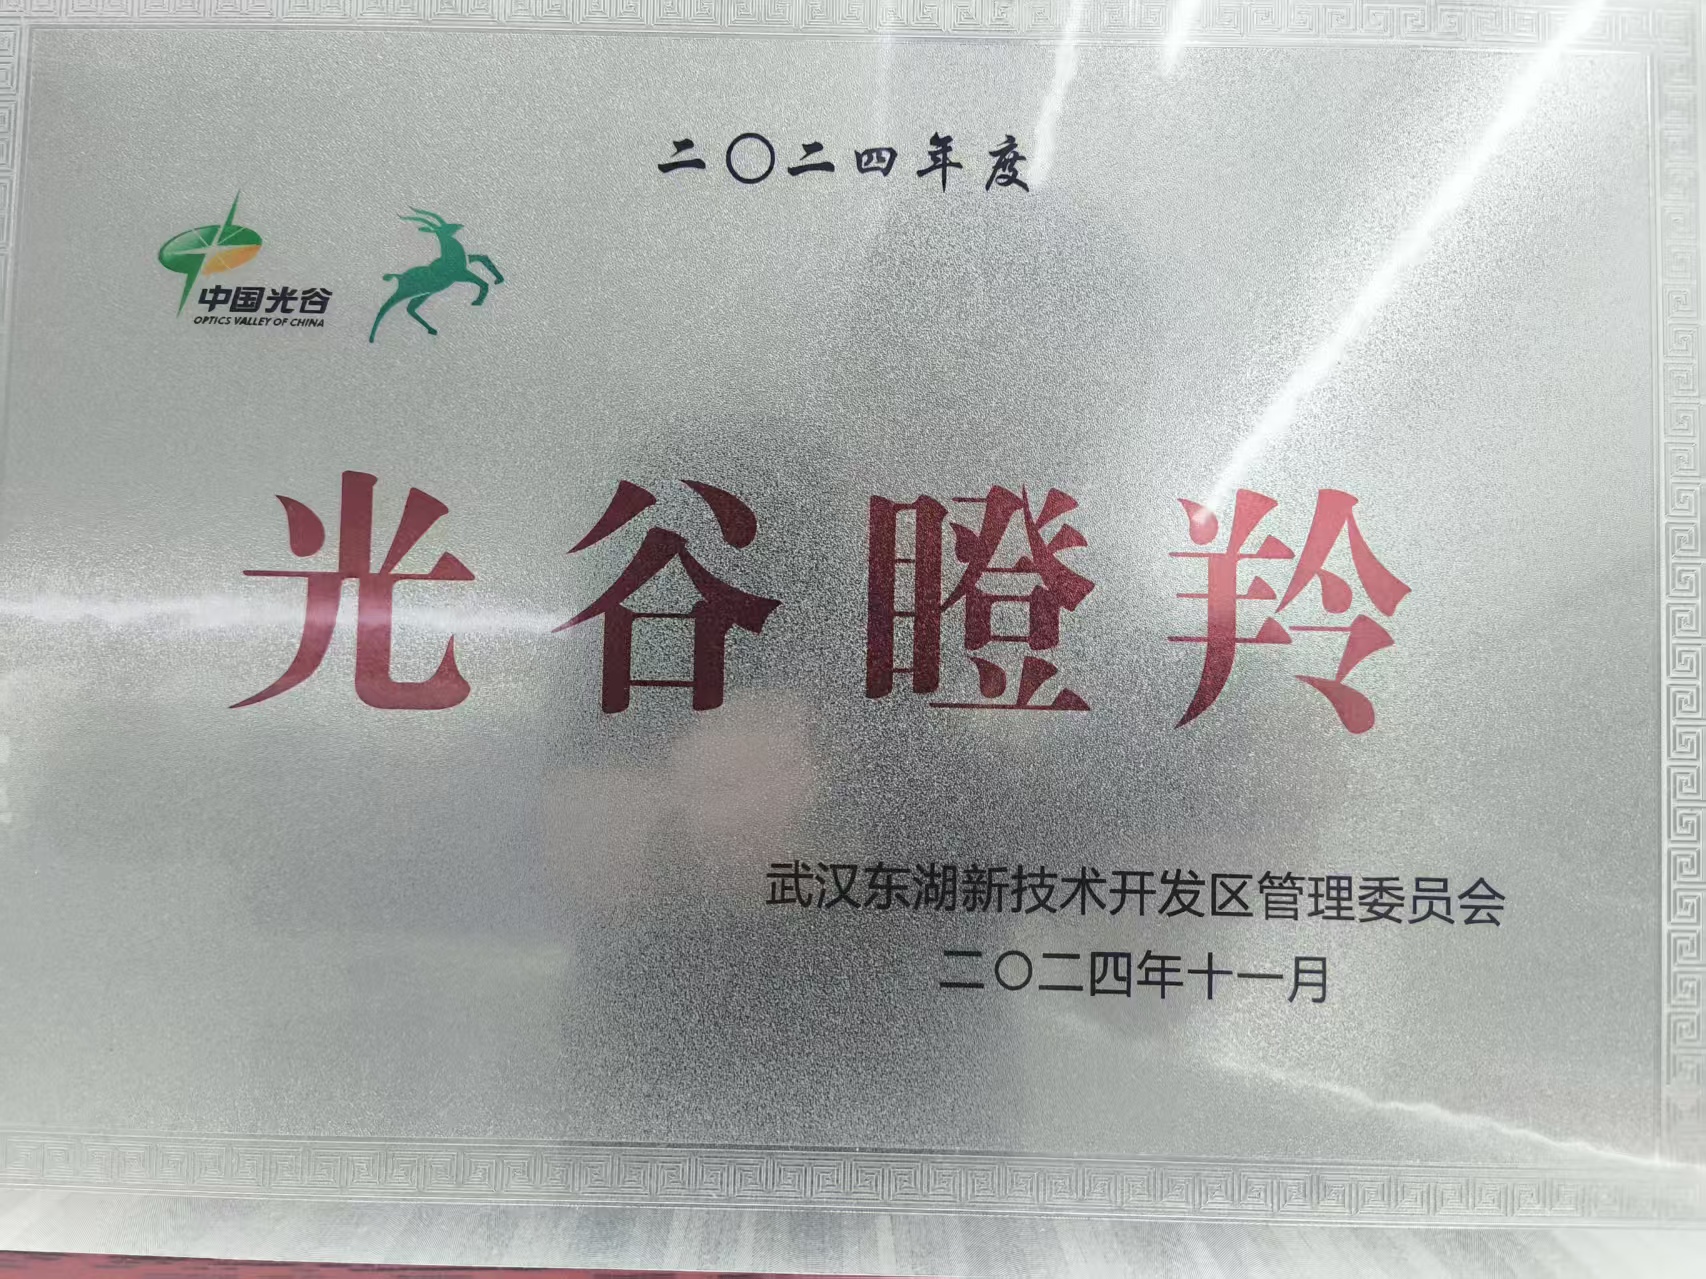 二〇二四年度
中国光谷
OPTICS VALLEY OF CHINA
光谷瞪羚
武汉东湖新技术开发区管理委员会
二〇二四年十一月